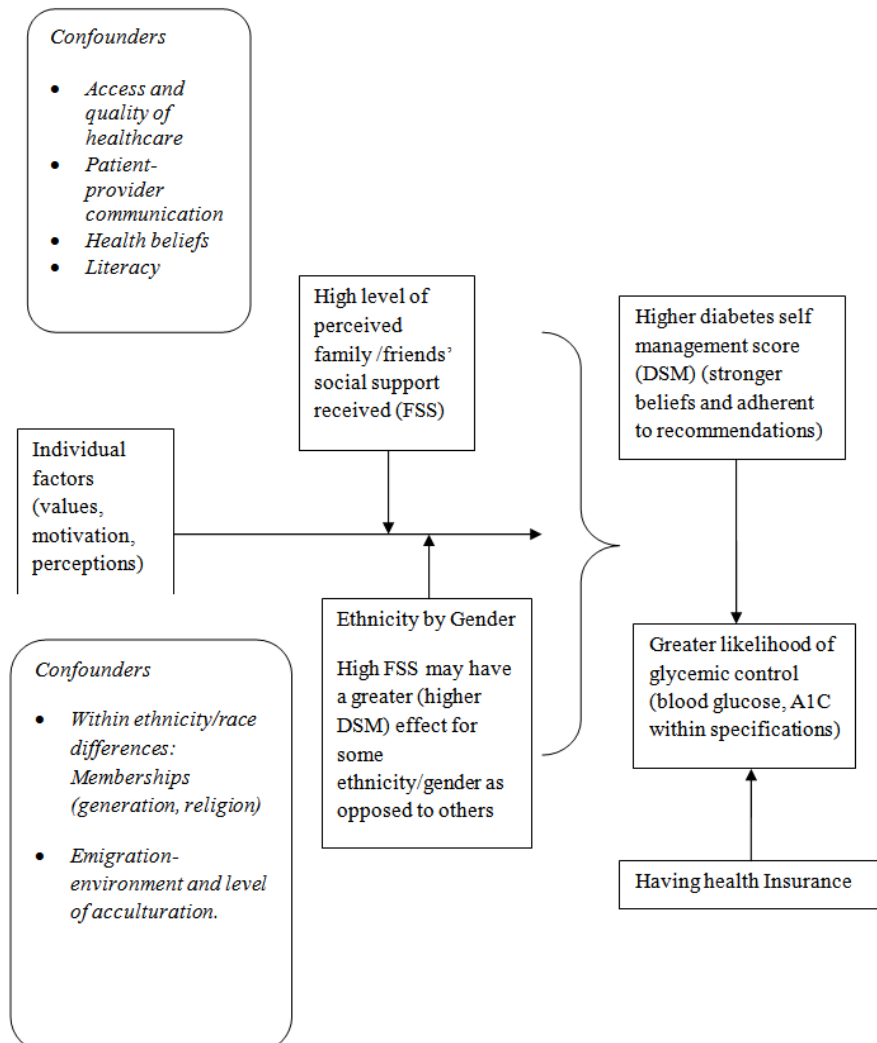 Confounders
• Access and
quality of
healthcare
• Patient-
provider
communication
• Health beliefs
• Literacy
High level of
perceived
family /friends’
social support
received (FSS)
Higher diabetes self
management score
(DSM) (stronger
beliefs and adherent
to recommendations)
Individual
factors
(values,
motivation,
perceptions)
Ethnicity by Gender
High FSS may have
a greater (higher
DSM) effect for
some
ethnicity/gender as
opposed to others
Greater likelihood of
glycemic control
(blood glucose, A1C
within specifications)
Confounders
• Within ethnicity/race
differences:
Memberships
(generation, religion)
• Emigration-
environment and level
of acculturation.
Having health Insurance